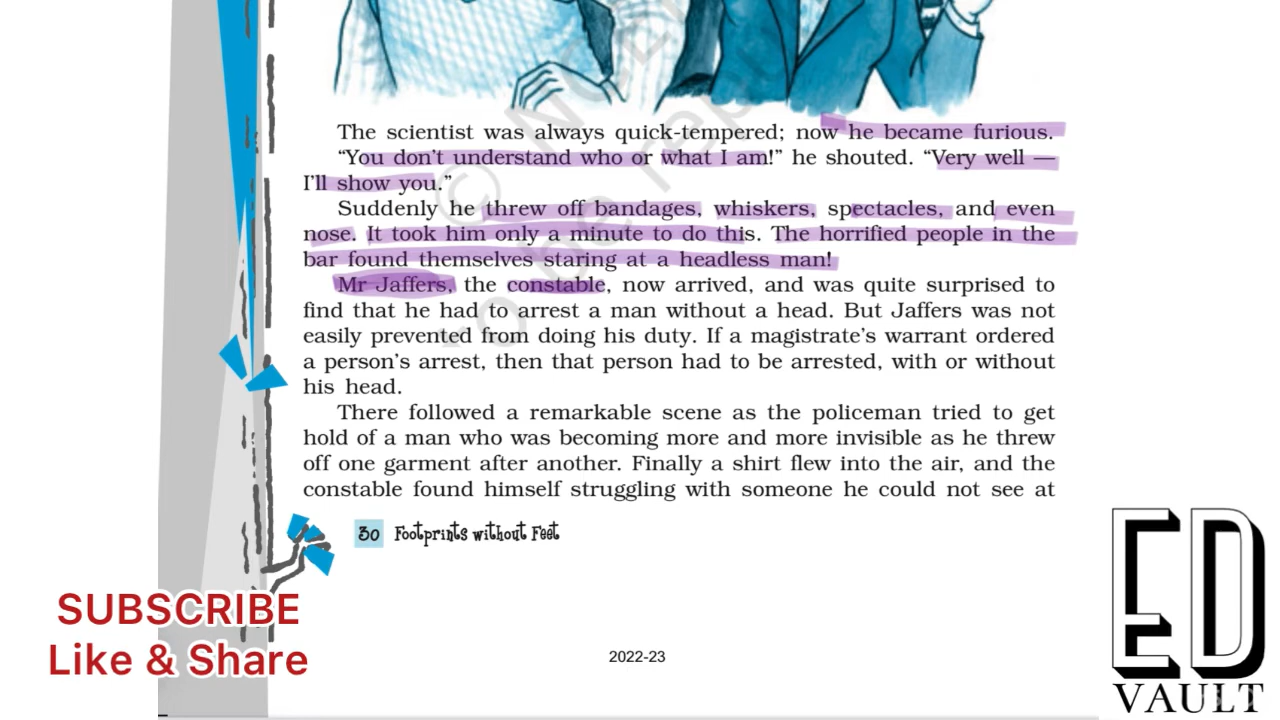 The scientist was always quick-tempered; now he became furious.
“You don’t understand who or what I am!” he shouted. “Very well —
I’ll show you.”
Suddenly he threw off bandages, whiskers, spectacles, and even
nose. It took him only a minute to do this. The horrified people in the
bar found themselves staring at a headless man!
Mr Jaffers, the constable, now arrived, and was quite surprised to
find that he had to arrest a man without a head. But Jaffers was not
easily prevented from doing his duty. If a magistrate’s warrant ordered
a person’s arrest, then that person had to be arrested, with or without
his head.
There followed a remarkable scene as the policeman tried to get
hold of a man who was becoming more and more invisible as he threw
off one garment after another. Finally a shirt flew into the air, and the
constable found himself struggling with someone he could not see at
30 Footprints without Feet
SUBSCRIBE
Like & Share
2022-23
ED
VAULT